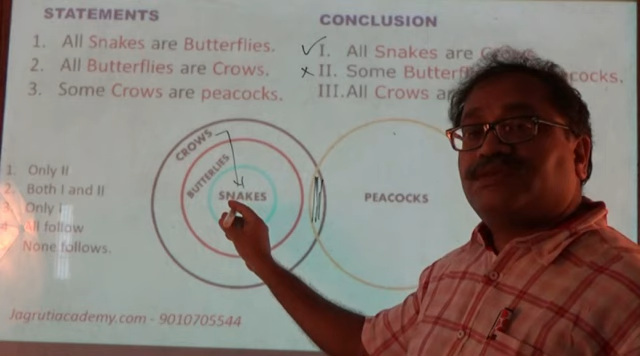 STATEMENTS
1. All Snakes are Butterflies.
2. All Butterflies are Crows.
3. Some Crows are peacocks.
CONCLUSION
I. All Snakes are
II. Some
III. All Crows
CROWS
BUTTERFLIES
SNAKES
PEACOCKS
1. Only II
2. Both I and II
3. Only I
4. All follow
None follows.
Jagrutiacademy.com - 9010705544